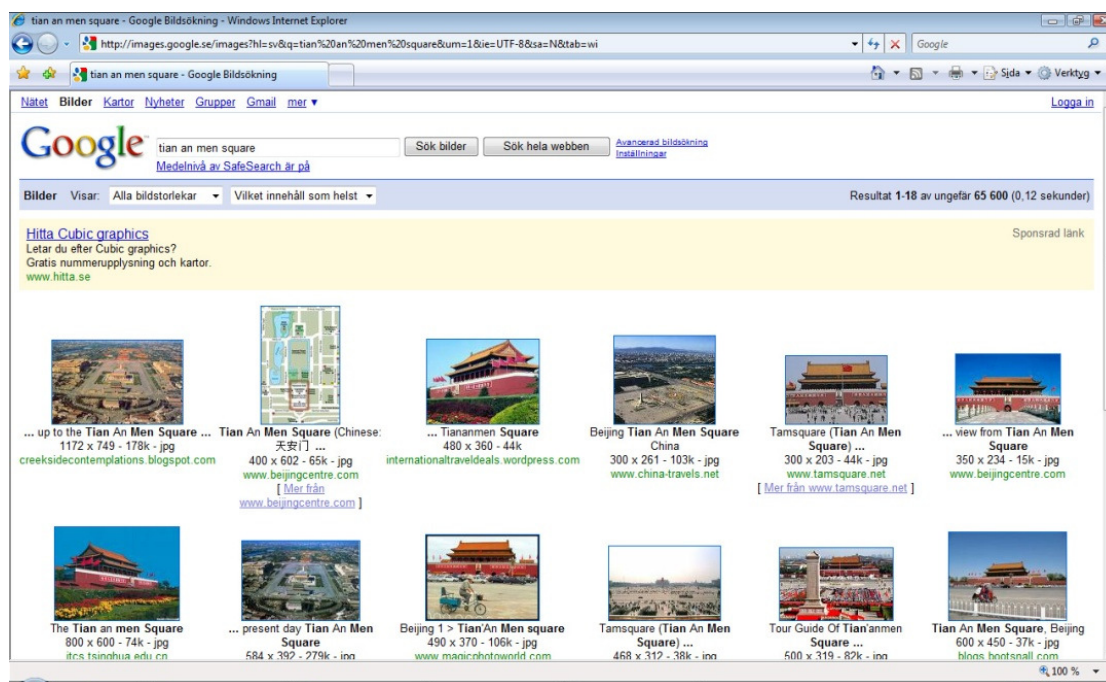 tian an men square - Google Bildsökning - Windows Internet Explorer
http://images.google.se/images?hl=sv&q=tian%20an%20men%20square&um=1&ie=UTF-8&sa=N&tab=wi
Google
tian an men square - Google Bildsökning
Sida
Verktyg
Nätet Bilder Kartor Nyheter Grupper Gmail mer ▼
Logga in
Google
tian an men square
Sök bilder
Sök hela webben
Avancerad bildsökning
Inställningar
Medelnivå av SafeSearch är på
Bilder Visar: Alla bildstorlekar Vilket innehåll som helst
Resultat 1-18 av ungefär 65 600 (0,12 sekunder)
Hitta Cubic graphics
Sponsrad länk
Letar du efter Cubic graphics?
Gratis nummerupplysning och kartor.
www.hitta.se
... up to the Tian An Men Square ...
1172 x 749 - 178k - jpg
creeksidecontemplations.blogspot.com
Tian An Men Square (Chinese:
天安门 ...
400 x 602 - 65k - jpg
www.beijingcentre.com
[ Mer från
www.beijingcentre.com ]
... Tiananmen Square
480 x 360 - 44k
internationaltraveldeals.wordpress.com
Beijing Tian An Men Square
China
300 x 261 - 103k - jpg
www.china-travels.net
Tamsquare (Tian An Men
Square) ...
300 x 203 - 44k - jpg
www.tamsquare.net
[ Mer från www.tamsquare.net ]
... view from Tian An Men
Square
350 x 234 - 15k - jpg
The Tian an men Square
800 x 600 - 74k - jpg
itcs.tsinghua.edu.cn
... present day Tian An Men
Square
584 x 392 - 279k - jpg
Beijing 1 > Tian'An Men square
490 x 370 - 106k - jpg
www.magicphotoworld.com
Tamsquare (Tian An Men
Square) ...
468 x 312 - 38k - jpg
Tour Guide Of Tian'anmen
Square ...
500 x 319 - 82k - jpg
Tian An Men Square, Beijing
600 x 450 - 37k - jpg
blogs.bootsnall.com
100 %